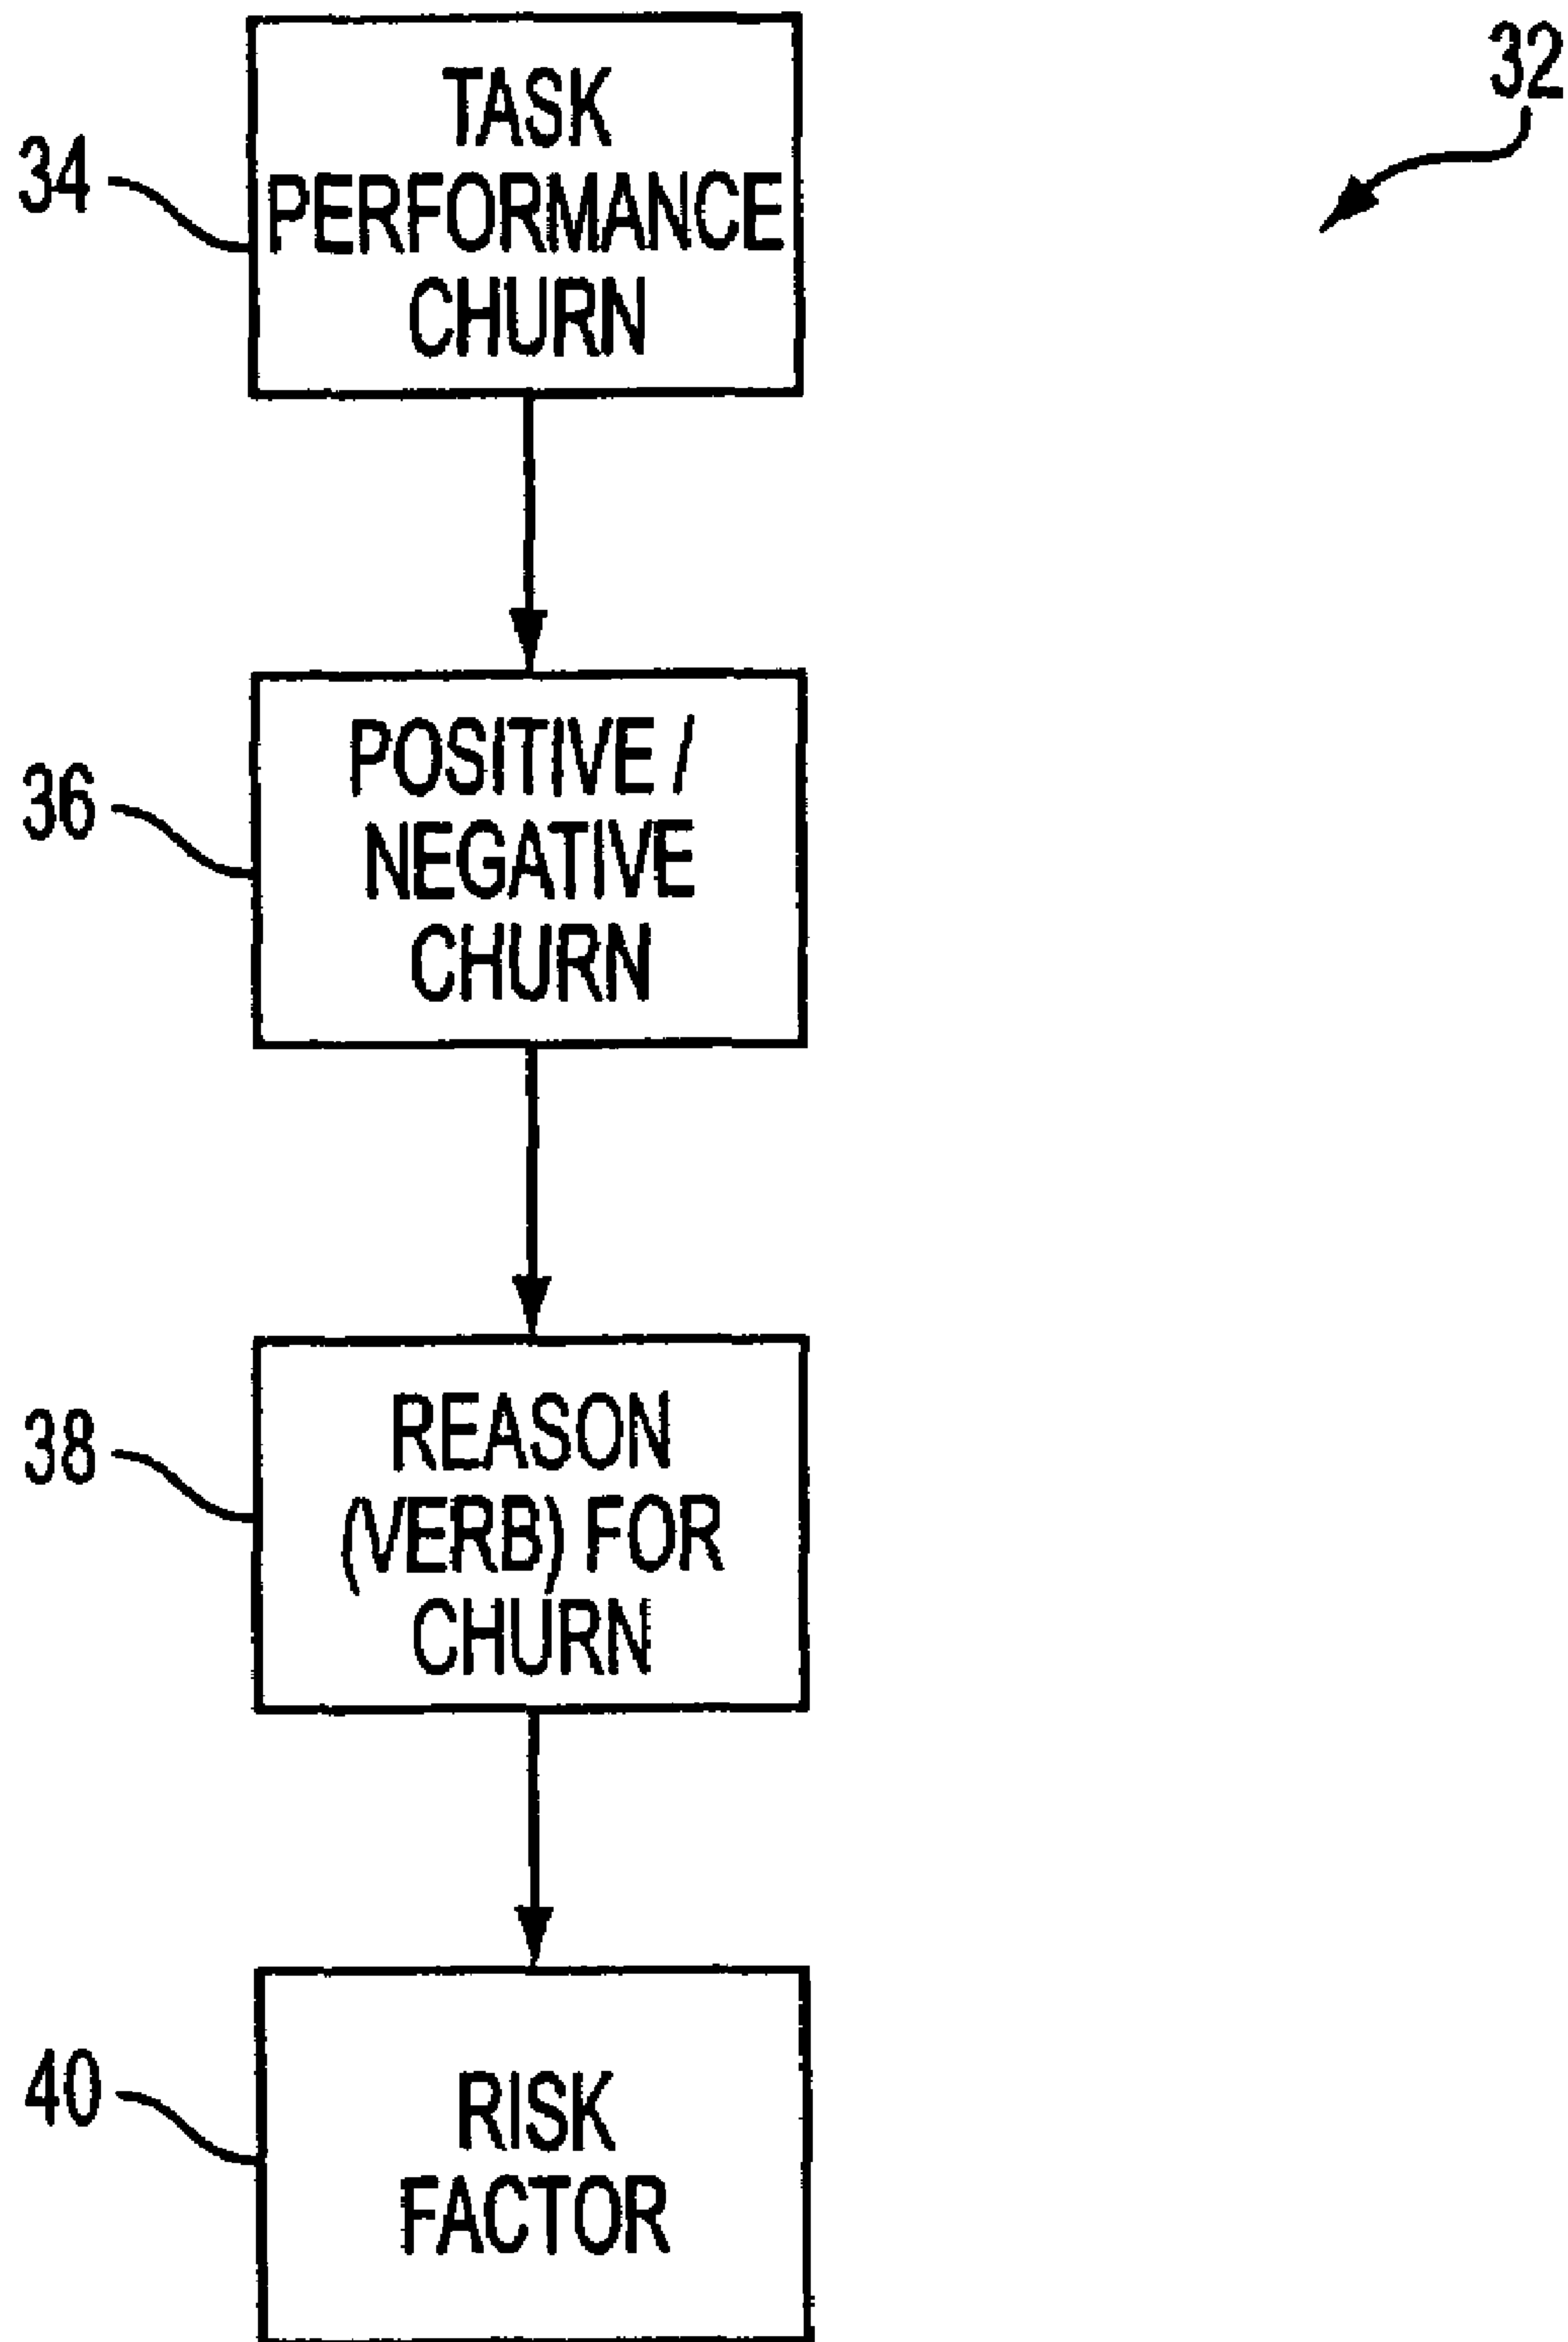 32
34
TASK
PERFORMANCE
CHURN
36
POSITIVE /
NEGATIVE
CHURN
38
REASON
(VERB) FOR
CHURN
40
RISK
FACTOR